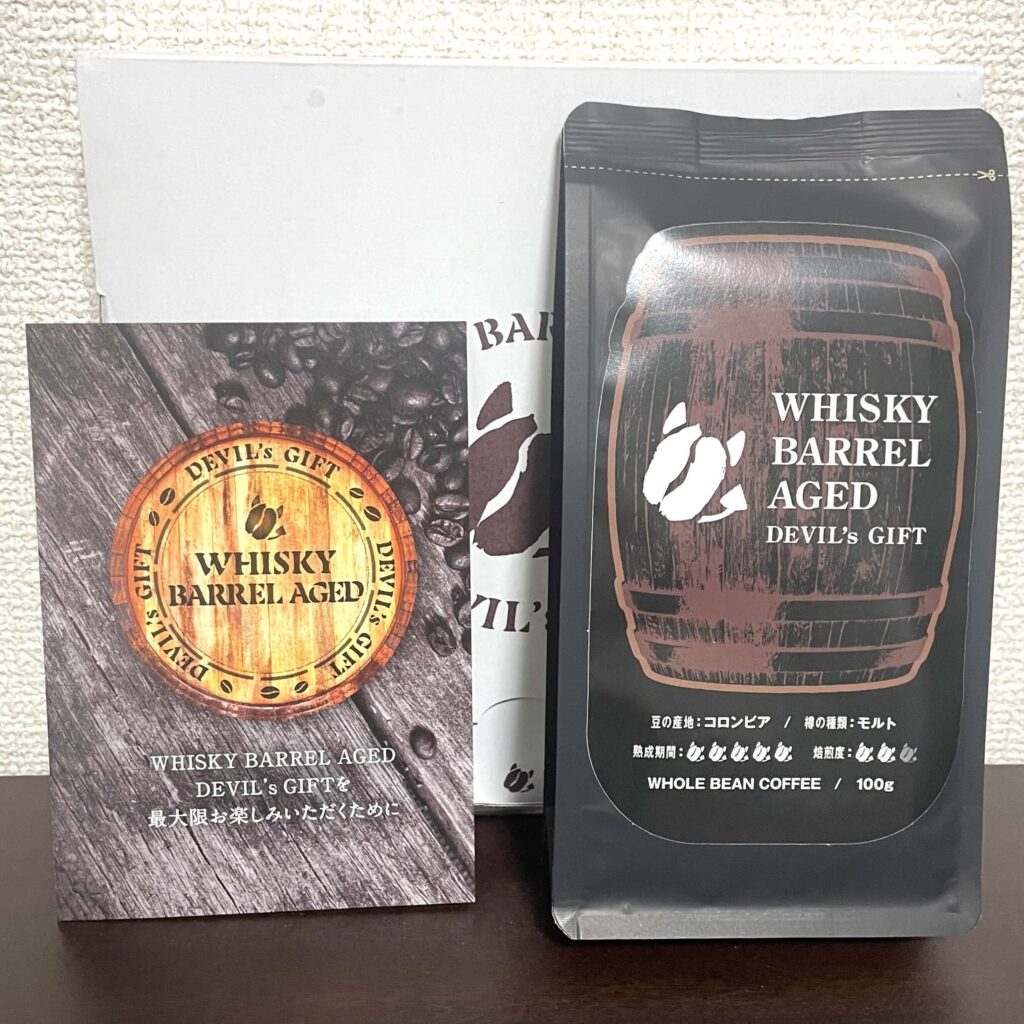 DEVIL's GIFT
DEVIL's GIFT
DEVIL's GIFT
WHISKY
BARREL AGED
WHISKY BARREL AGED
DEVIL's GIFTを
最大限お楽しみいただくために
WHISKY
BARREL
AGED
DEVIL's GIFT
豆の産地:コロンビア / 樽の種類:モルト
熟成期間: 焙煎度:
WHOLE BEAN COFFEE / 100g